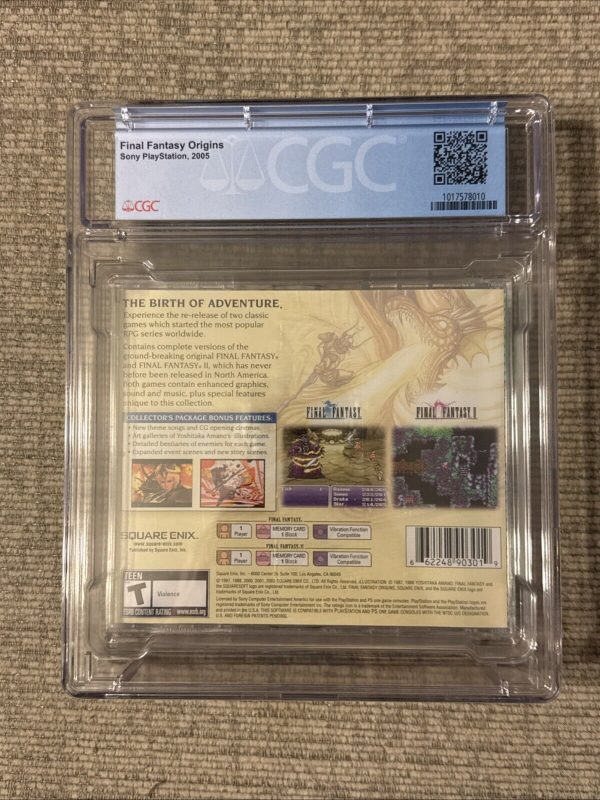 Final Fantasy Origins
Sony PlayStation, 2005
CGC
CGC
1017578010
THE BIRTH OF ADVENTURE.
Experience the re-release of two classic
games which started the most popular
RPG series worldwide.
Contains complete versions of the
ground-breaking original FINAL FANTASY®
and FINAL FANTASY® II, which has never
before been released in North America.
Both games contain enhanced graphics,
sound and music, plus special features
unique to this collection.
COLLECTOR'S PACKAGE BONUS FEATURES:
• New theme songs and CG opening cinemas.
• Art galleries of Yoshitaka Amano's illustrations.
• Detailed bestiaries of enemies for each game.
• Expanded event scenes and new story scenes.
FINAL FANTASY
FINAL FANTASY II
SQUARE ENIX
www.square-enix.com
Published by Square Enix, Inc.
FINAL FANTASY
1 Player
MEMORY CARD 1 Block
Vibration Function Compatible
FINAL FANTASY II
1 Player
MEMORY CARD 1 Block
Vibration Function Compatible
6 62248 90301 9
TEEN
T
Violence
ESRB CONTENT RATING www.esrb.org